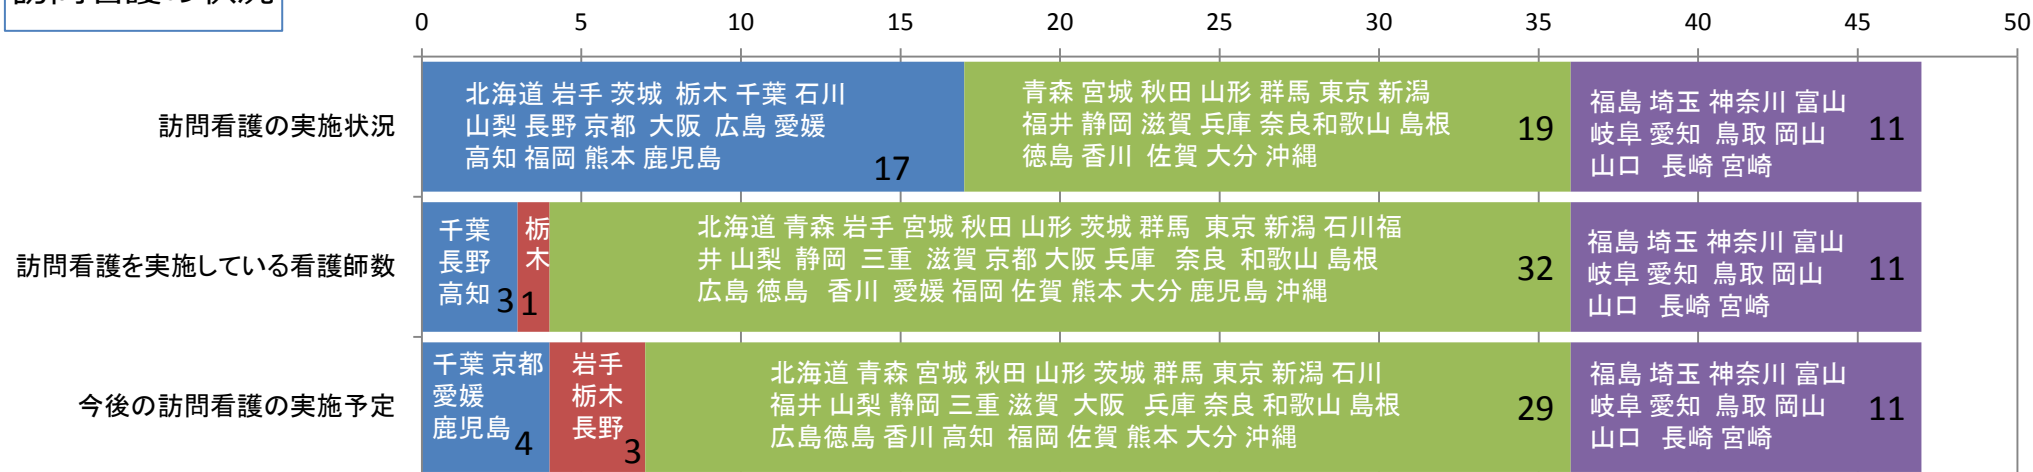 0 5 10 15 20 25 30 35 40 45 50
訪問看護の実施状況
北海道 岩手 茨城 栃木 千葉 石川
山梨 長野 京都 大阪 広島 愛媛
高知 福岡 熊本 鹿児島
17
青森 宮城 秋田 山形 群馬 東京 新潟
福井 静岡 滋賀 兵庫 奈良和歌山 島根
徳島 香川 佐賀 大分 沖縄
19
福島 埼玉 神奈川 富山
岐阜 愛知 鳥取 岡山
山口 長崎 宮崎
11
訪問看護を実施している看護師数
千葉
長野
高知
3
栃
木
1
北海道 青森 岩手 宮城 秋田 山形 茨城 群馬 東京 新潟 石川福
井 山梨 静岡 三重 滋賀 京都 大阪 兵庫 奈良 和歌山 島根
広島 徳島 香川 愛媛 福岡 佐賀 熊本 大分 鹿児島 沖縄
32
福島 埼玉 神奈川 富山
岐阜 愛知 鳥取 岡山
山口 長崎 宮崎
11
今後の訪問看護の実施予定
千葉 京都
愛媛
鹿児島
4
岩手
栃木
長野
3
北海道 青森 宮城 秋田 山形 茨城 群馬 東京 新潟 石川
福井 山梨 静岡 三重 滋賀 大阪 兵庫 奈良 和歌山 島根
広島徳島 香川 高知 福岡 佐賀 熊本 大分 沖縄
29
福島 埼玉 神奈川 富山
岐阜 愛知 鳥取 岡山
山口 長崎 宮崎
11